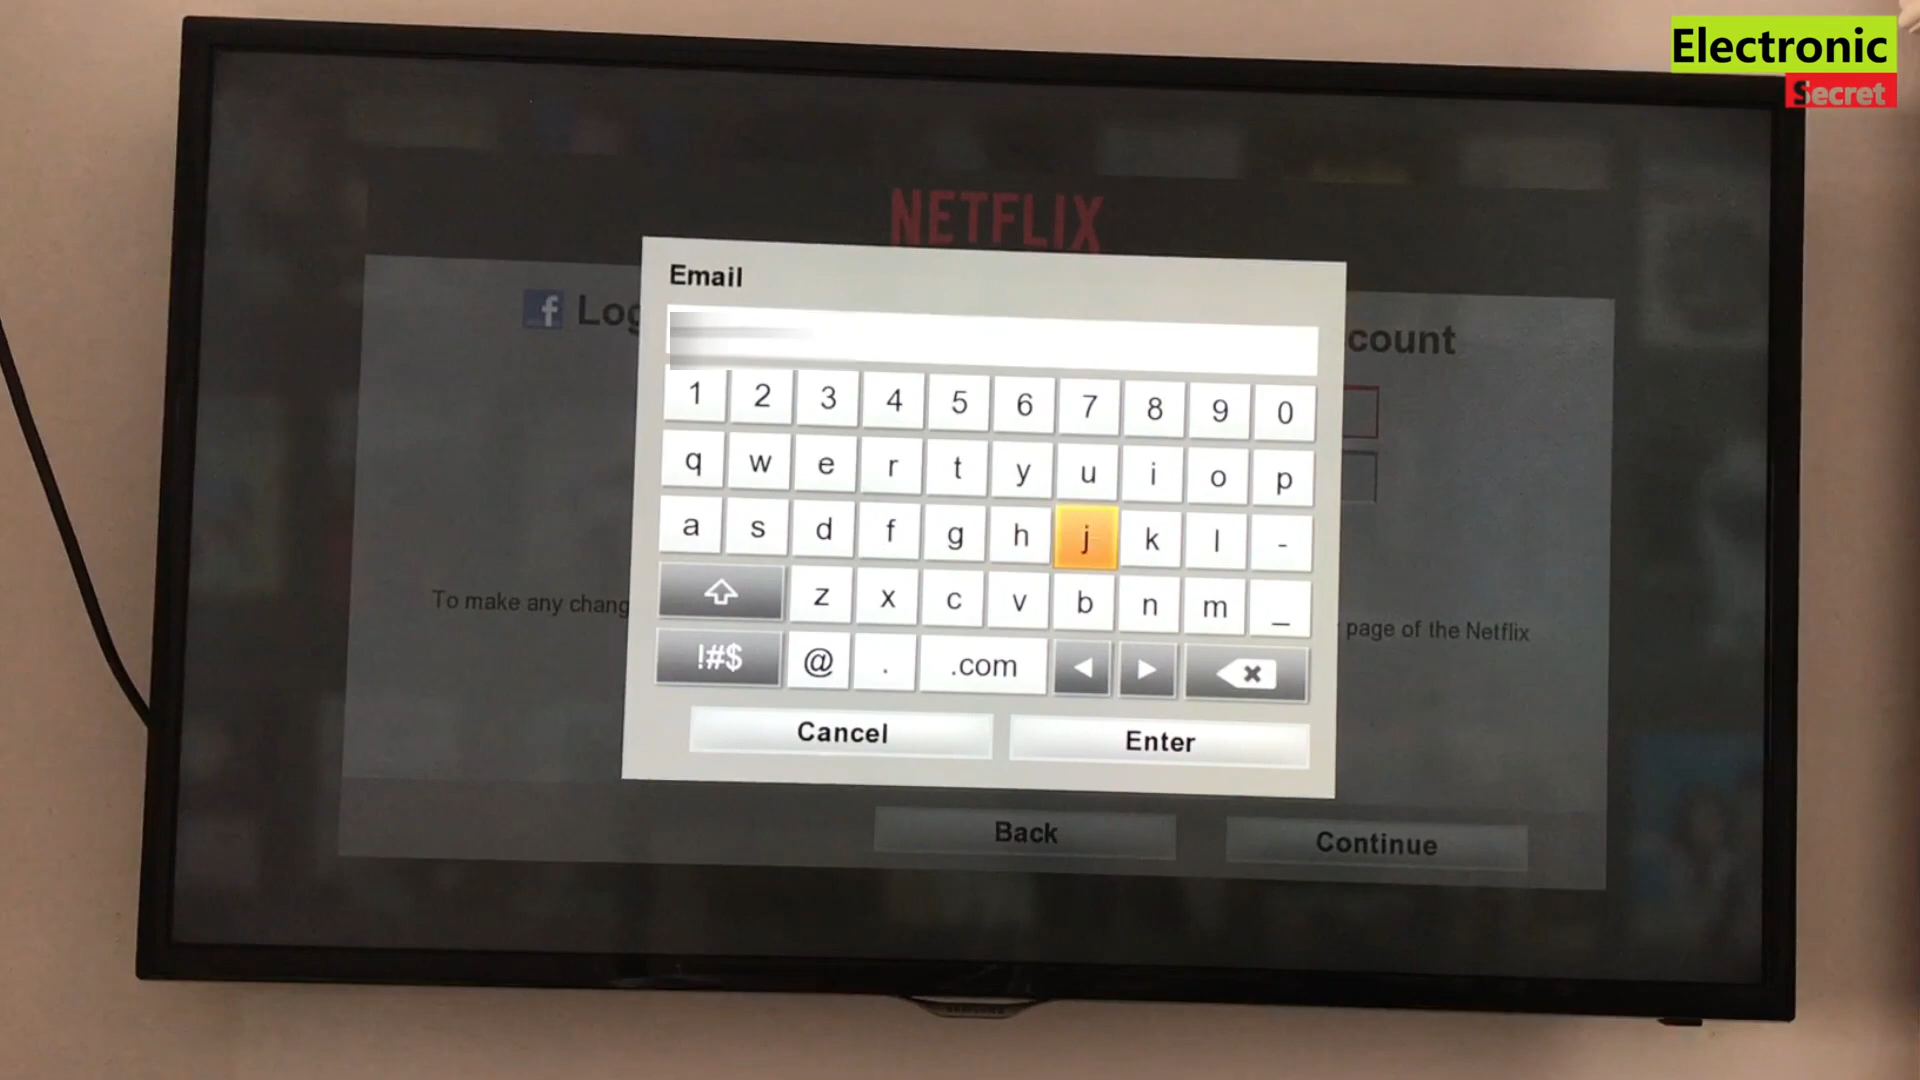 Electronic
Secret
NETFLIX
Email
f Log
count
1 2 3 4 5 6 7 8 9 0
q w e r t y u i o p
a s d f g h j k l -
z x c v b n m _
!#$ @ . .com
To make any chang
page of the Netflix
Cancel Enter
Back Continue